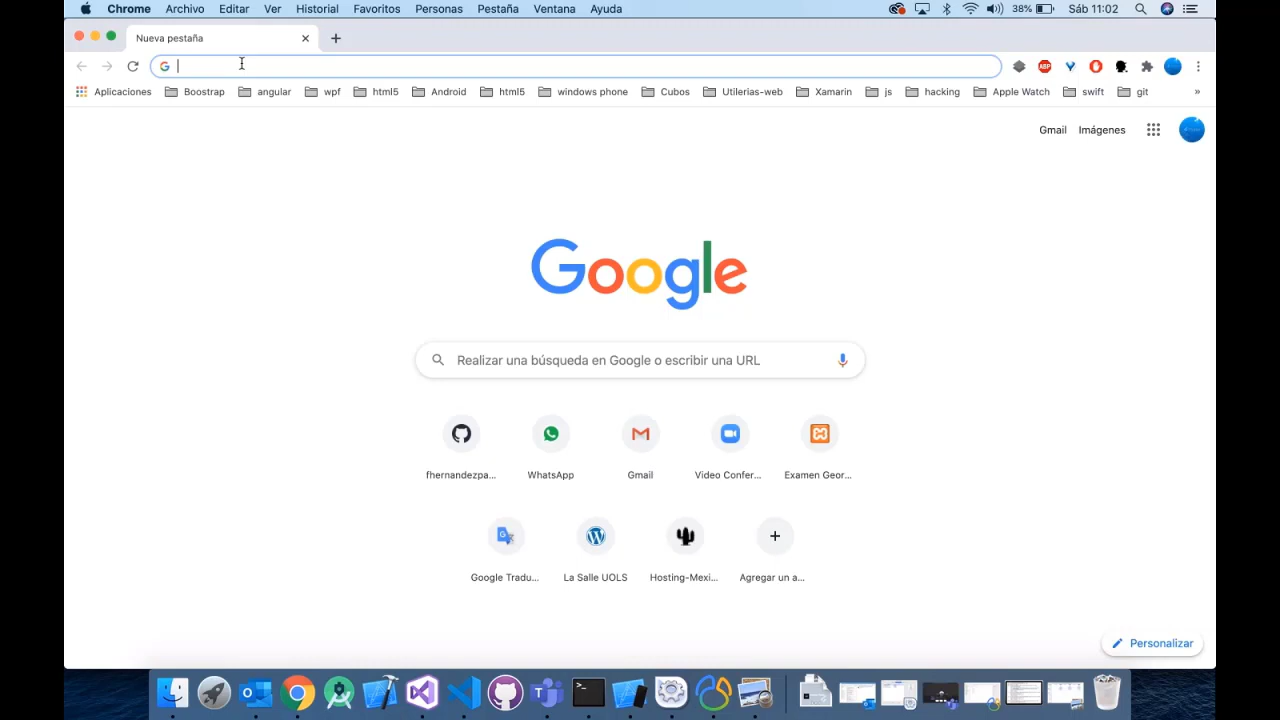 Chrome Archivo Editar Ver Historial Favoritos Personas Pestaña Ventana Ayuda 38% Sáb 11:02
Nueva pestaña
Aplicaciones Boostrap angular wpf html5 Android html5 windows phone Cubos Utilerias-web Xamarin js hacking Apple Watch swift git »
Gmail Imágenes
Google
Realizar una búsqueda en Google o escribir una URL
fhernandezpa... WhatsApp Gmail Video Confer... Examen Geor...
Google Tradu... La Salle UOLS Hosting-Mexi... Agregar un a...
Personalizar